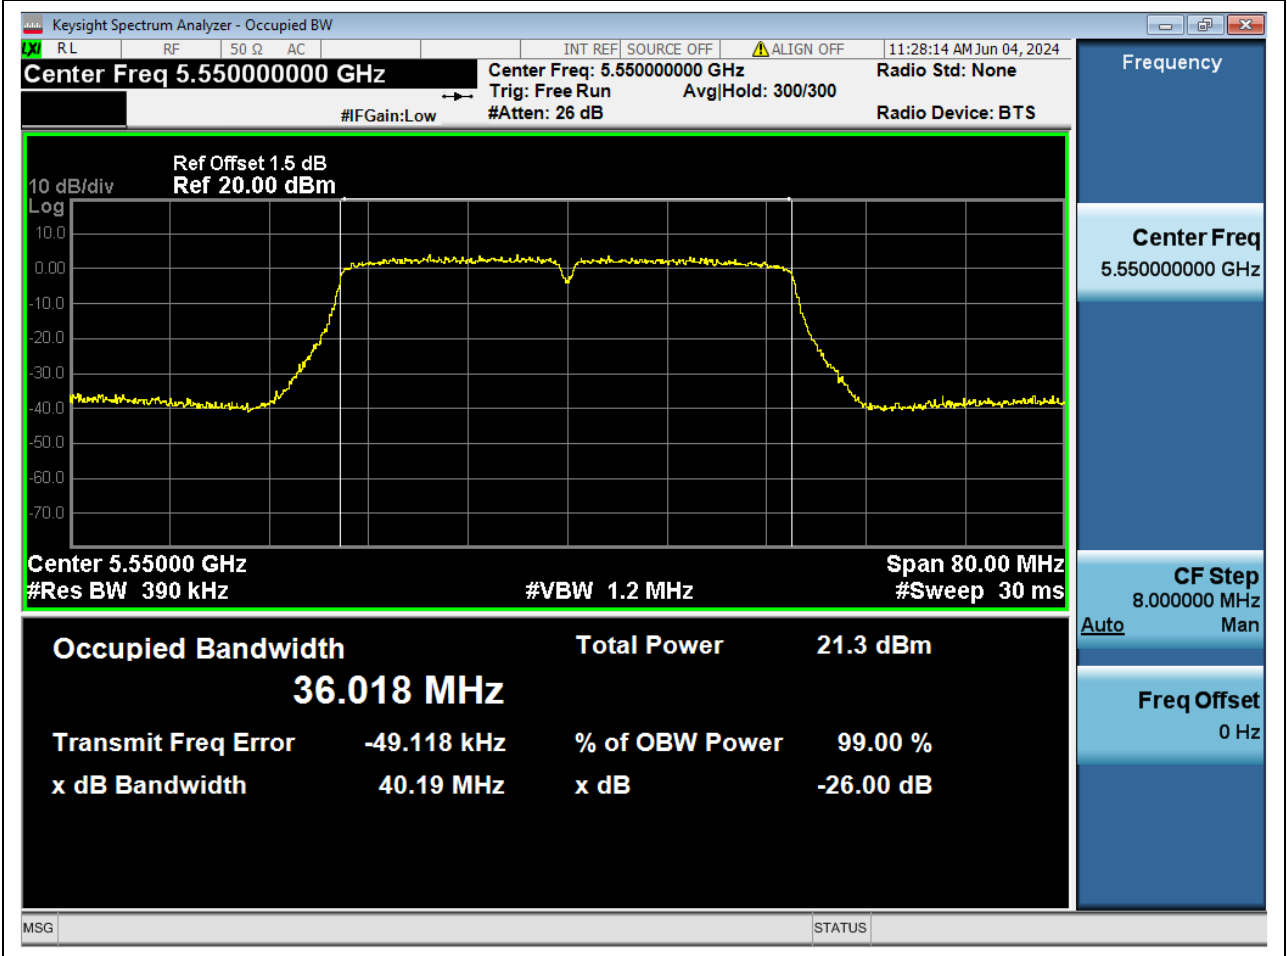 Keysight Spectrum Analyzer - Occupied BW
LXI RL RF 50 Ω AC INT REF SOURCE OFF ALIGN OFF 11:28:14 AM Jun 04, 2024
Center Freq 5.550000000 GHz
#IFGain:Low
Center Freq: 5.550000000 GHz
Trig: Free Run Avg|Hold: 300/300
#Atten: 26 dB
Radio Std: None
Radio Device: BTS
Ref Offset 1.5 dB
10 dB/div Ref 20.00 dBm
Log
10.0
0.00
-10.0
-20.0
-30.0
-40.0
-50.0
-60.0
-70.0
Center 5.55000 GHz Span 80.00 MHz
#Res BW 390 kHz #VBW 1.2 MHz #Sweep 30 ms
Occupied Bandwidth Total Power 21.3 dBm
36.018 MHz
Transmit Freq Error -49.118 kHz % of OBW Power 99.00 %
x dB Bandwidth 40.19 MHz x dB -26.00 dB
MSG STATUS
Frequency
Center Freq
5.550000000 GHz
CF Step
8.000000 MHz
Auto Man
Freq Offset
0 Hz